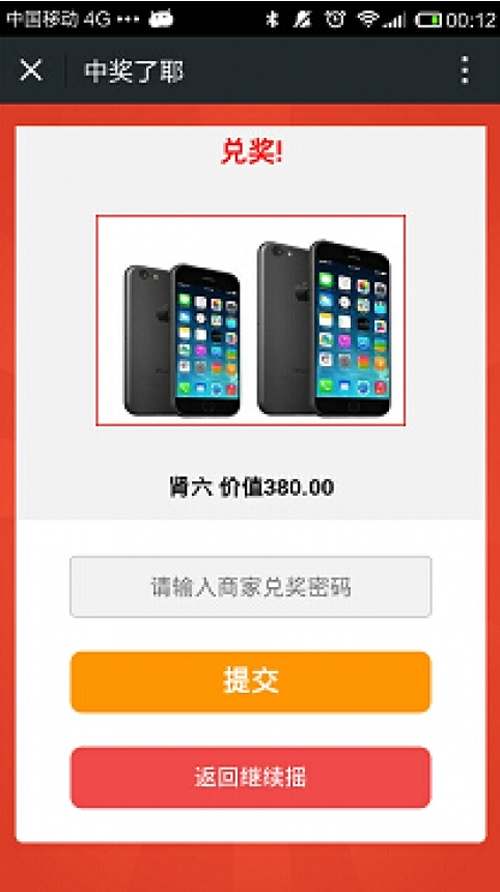 中国移动 4G 00:12
中奖了耶
兑奖!
肾六 价值380.00
请输入商家兑奖密码
提交
返回继续摇